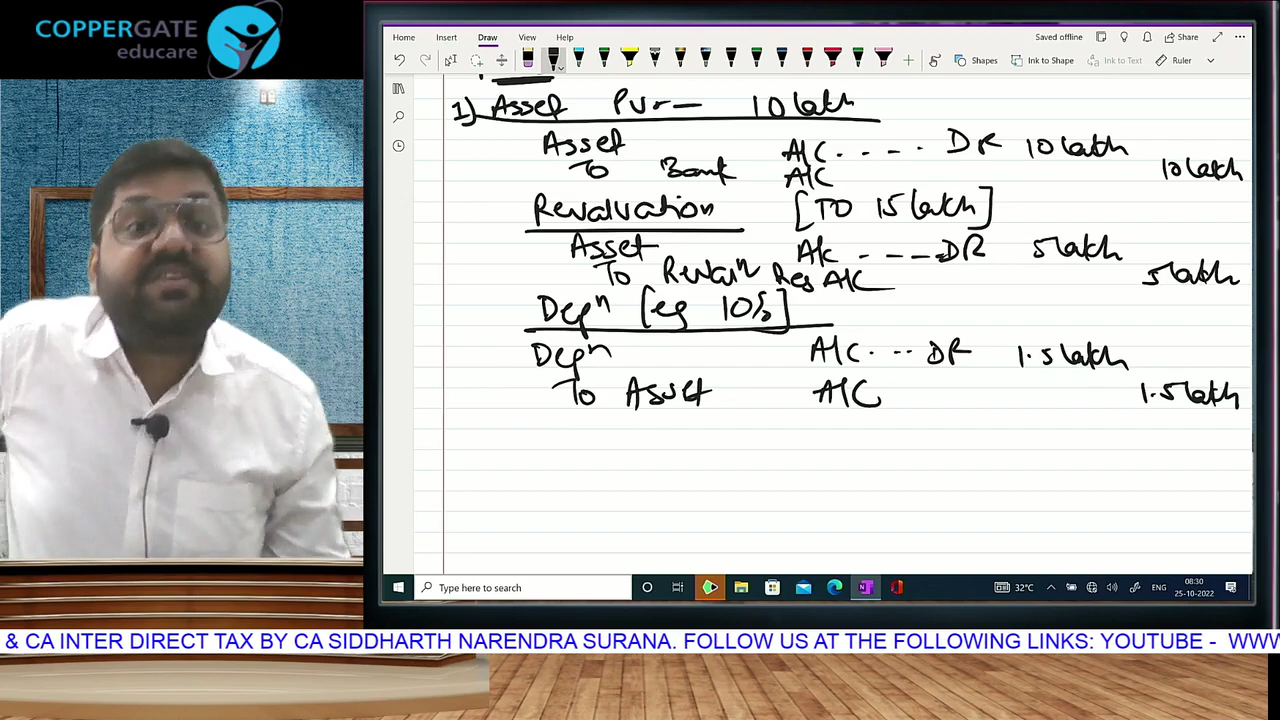 COPPERGATE
educare
Home Insert Draw View Help
Saved offline Share
Shapes Ink to Shape Ink to Text Ruler
1) Asset Pur— 10 lakh
Asset A/C .... DR 10 lakh
To Bank A/C 10 lakh
Revaluation [TO 15 lakh]
Asset A/c ---- DR 5 lakh
To Revaln Res A/C 5 lakh
Depn [eg 10%]
Depn A/C ... DR 1.5 lakh
To Asset A/C 1.5 lakh
Type here to search
32°C
ENG
08:30
25-10-2022
& CA INTER DIRECT TAX BY CA SIDDHARTH NARENDRA SURANA. FOLLOW US AT THE FOLLOWING LINKS: YOUTUBE - WWW